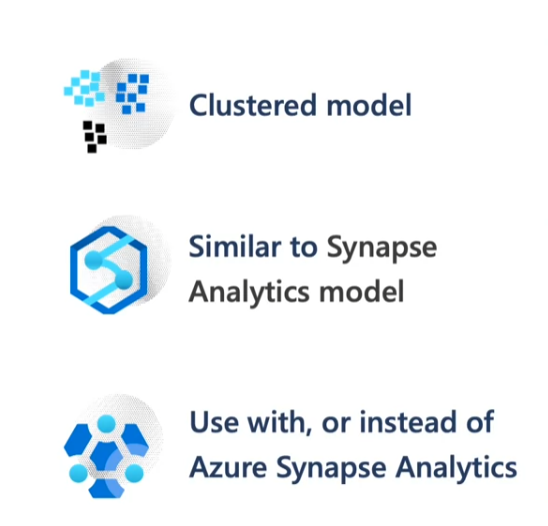 Clustered model
Similar to Synapse
Analytics model
Use with, or instead of
Azure Synapse Analytics